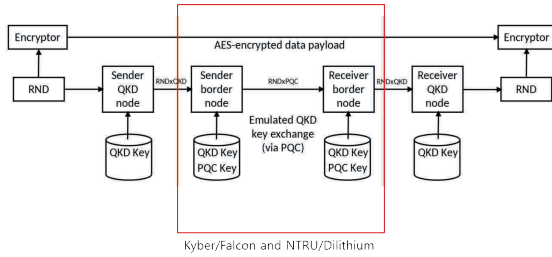 Encryptor
AES-encrypted data payload
Encryptor
RND
Sender
QKD
node
RNDxQKD
Sender
border
node
RNDxPQC
Receiver
border
node
RNDxQKD
Receiver
QKD
node
RND
Emulated QKD
key exchange
(via PQC)
QKD Key
QKD Key
PQC Key
QKD Key
PQC Key
QKD Key
Kyber/Falcon and NTRU/Dilithium